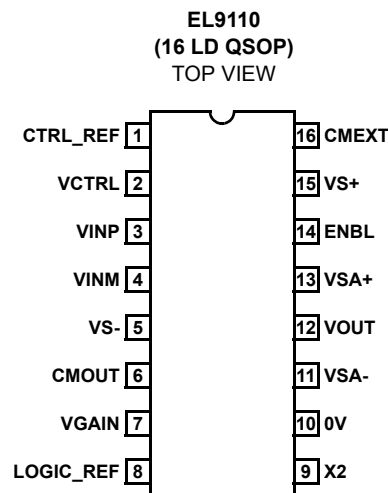 EL9110
(16 LD QSOP)
TOP VIEW
CTRL_REF 1 16 CMEXT
VCTRL 2 15 VS+
VINP 3 14 ENBL
VINM 4 13 VSA+
VS- 5 12 VOUT
CMOUT 6 11 VSA-
VGAIN 7 10 0V
LOGIC_REF 8 9 X2